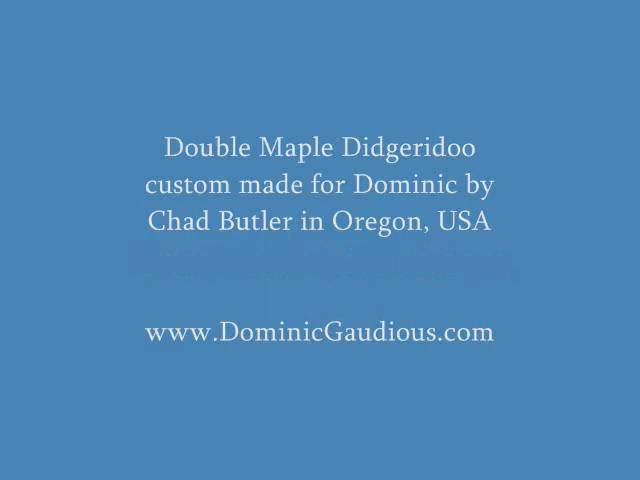 Double Maple Didgeridoo
custom made for Dominic by
Chad Butler in Oregon, USA
www.DominicGaudious.com